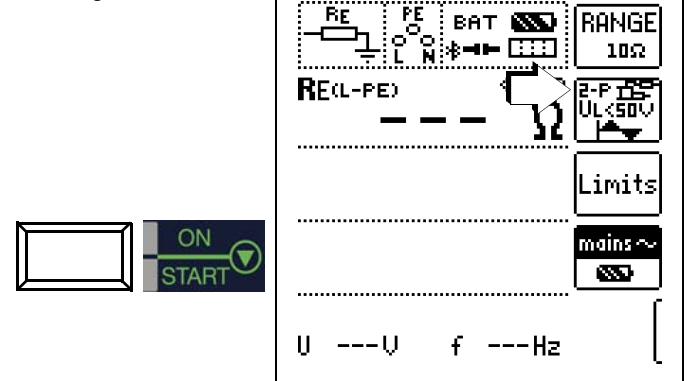 RE PE BAT RANGE
L N 10Ω
RE(L-PE) 2-P
UL<50V
--- Ω
Limits
ON
START
mains~
U ---V f ---Hz